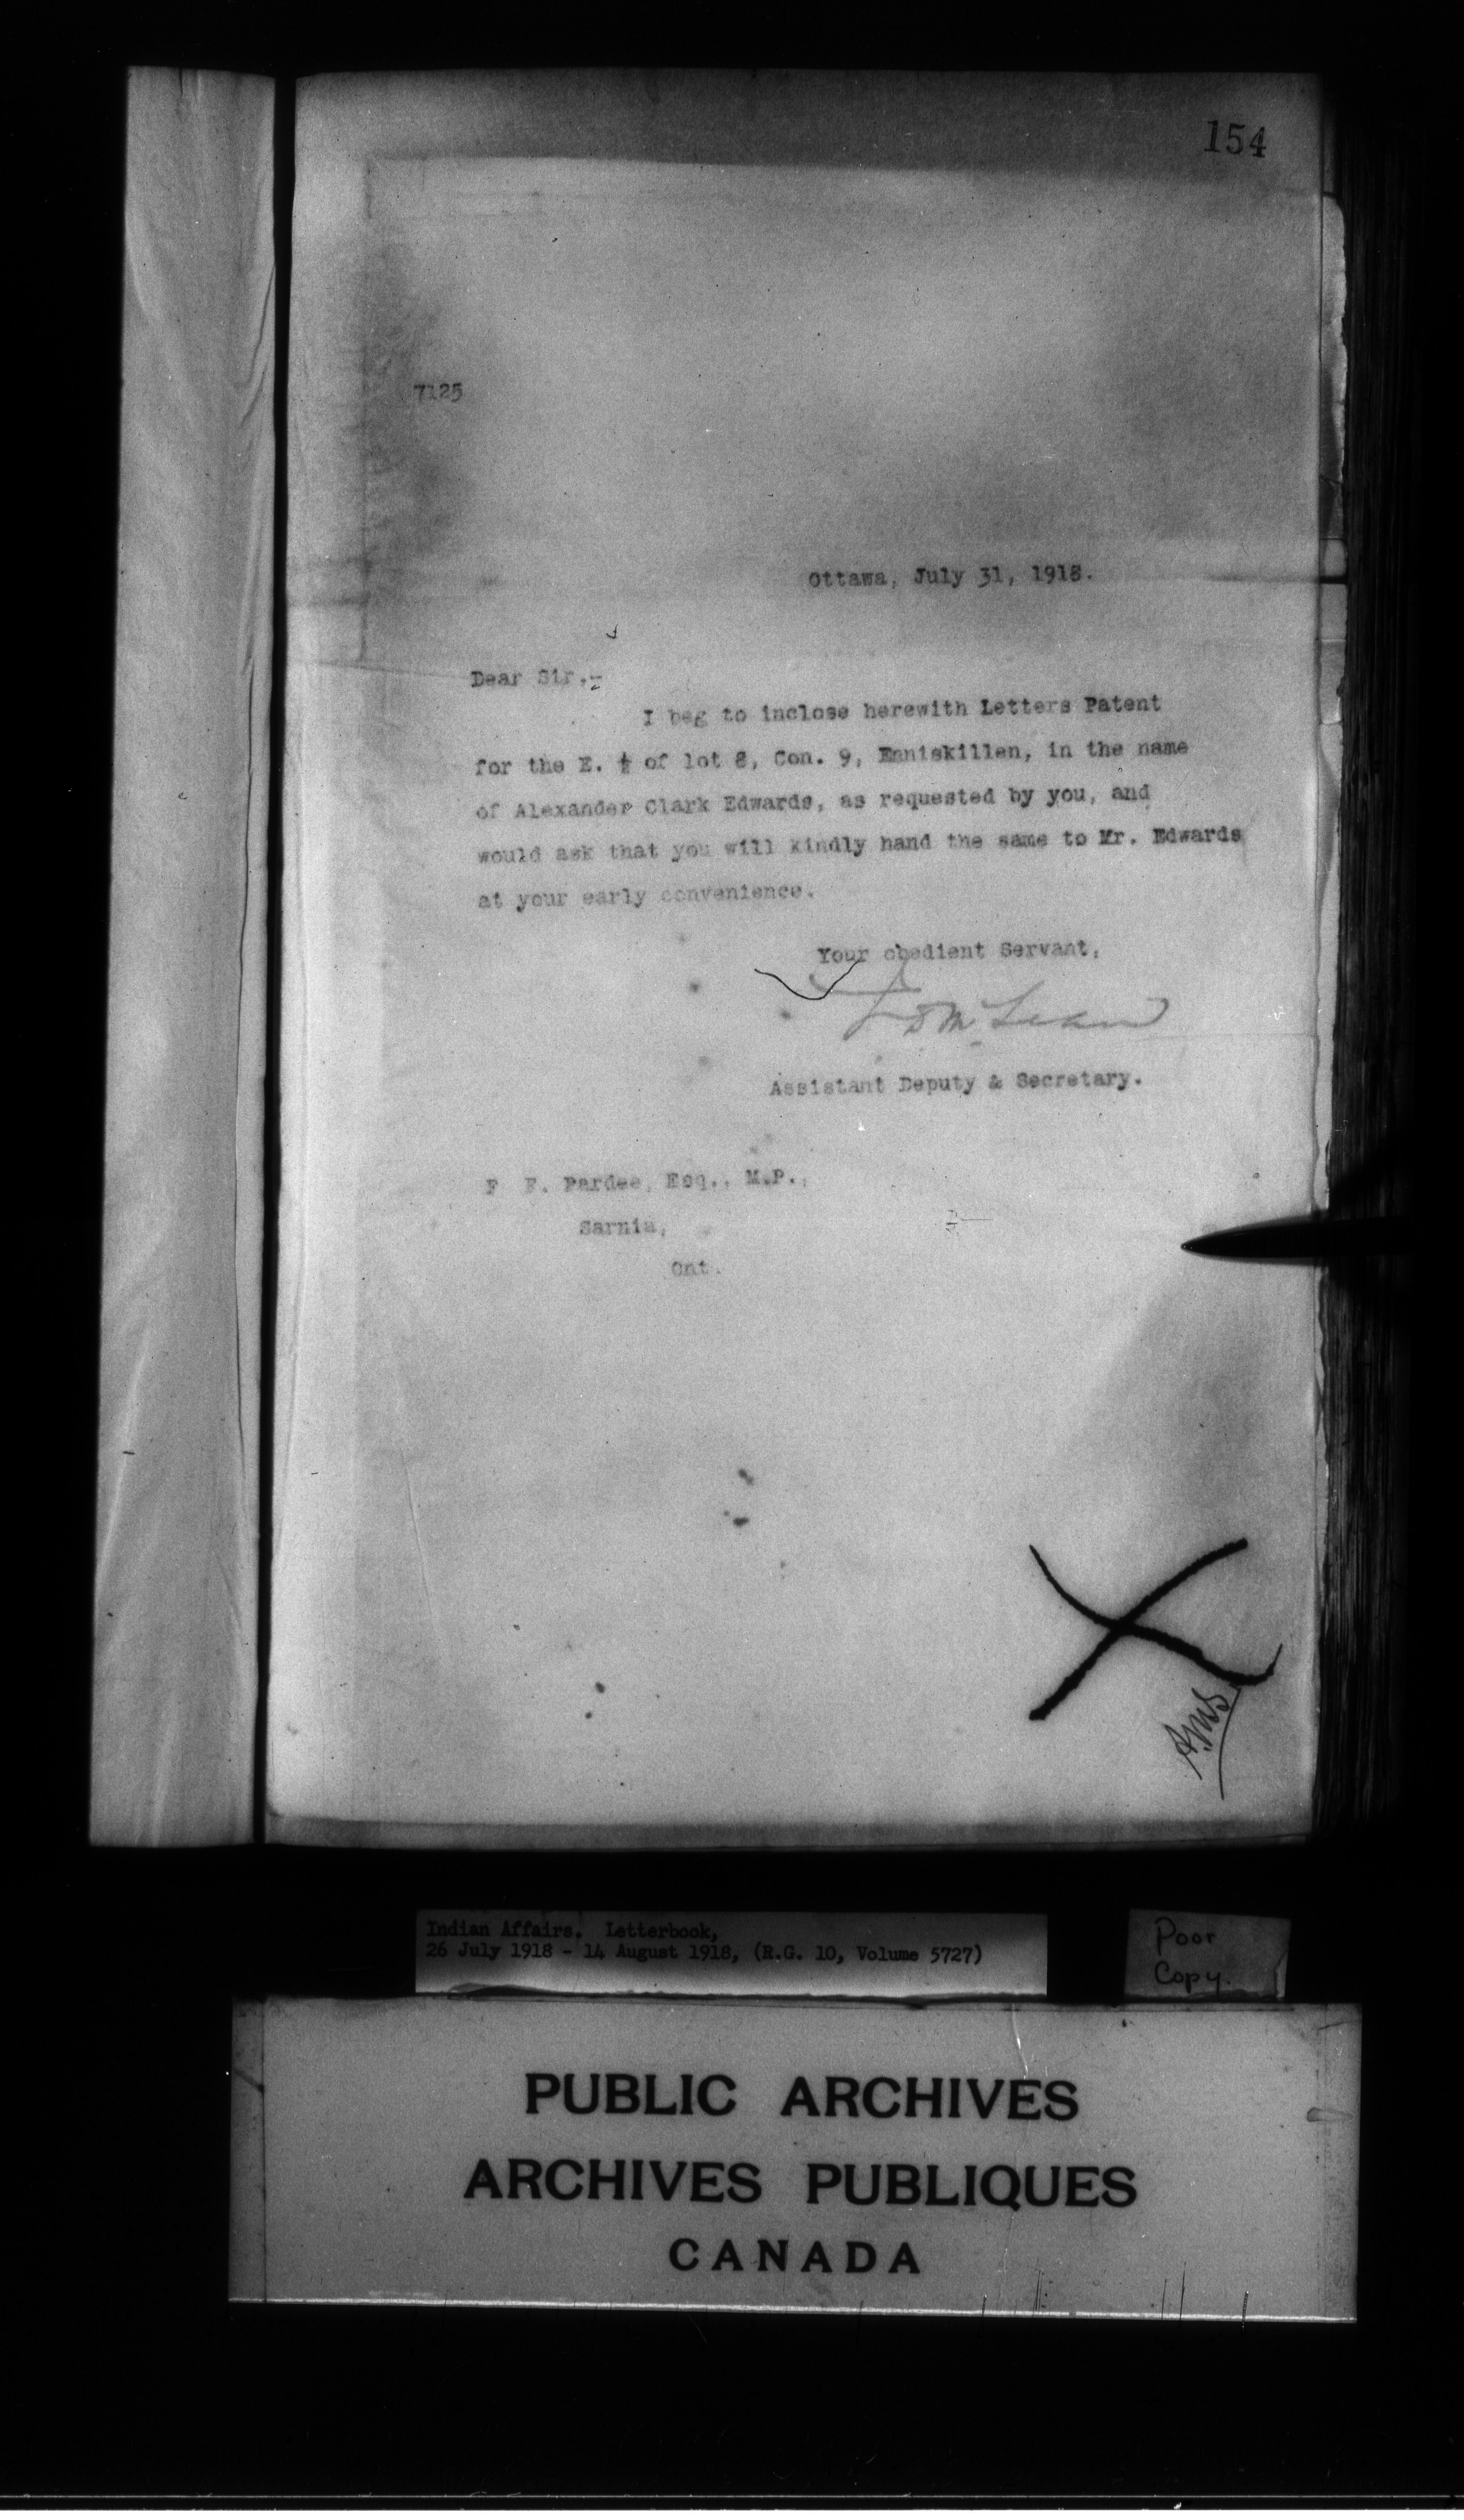 154
7125
Ottawa, July 31, 1918.
Dear Sir,-
I beg to inclose herewith Letters Patent
for the E. ½ of lot 8, Con. 9, Enniskillen, in the name
of Alexander Clark Edwards, as requested by you, and
would ask that you will kindly hand the same to Mr. Edwards
at your early convenience.
Your obedient Servant,
J D McLean
Assistant Deputy & Secretary.
F F. Pardee, Esq., M.P.,
Sarnia,
Ont.
A.M.S
Indian Affairs. Letterbook,
26 July 1918 - 14 August 1918, (R.G. 10, Volume 5727)
Poor
Copy.
PUBLIC ARCHIVES
ARCHIVES PUBLIQUES
CANADA